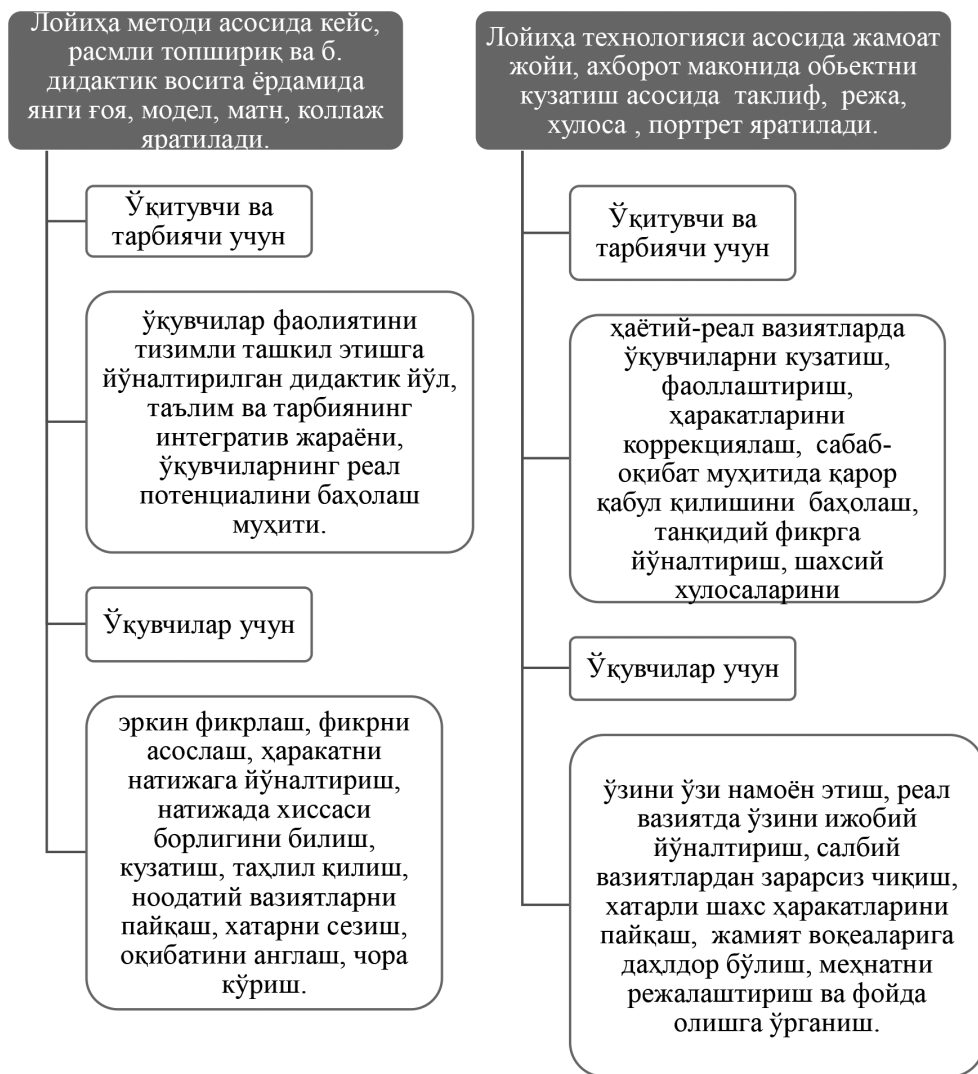 Лойиҳа методи асосида кейс,
расмли топшириқ ва б.
дидактик восита ёрдамида
янги ғоя, модел, матн, коллаж
яратилади.
Ўқитувчи ва
тарбиячи учун
ўқувчилар фаолиятини
тизимли ташкил этишга
йўналтирилган дидактик йўл,
таълим ва тарбиянинг
интегратив жараёни,
ўқувчиларнинг реал
потенциалини баҳолаш
муҳити.
Ўқувчилар учун
эркин фикрлаш, фикрни
асослаш, ҳаракатни
натижага йўналтириш,
натижада хиссаси
борлигини билиш,
кузатиш, таҳлил қилиш,
ноодатий вазиятларни
пайқаш, хатарни сезиш,
оқибатини англаш, чора
кўриш.
Лойиҳа технологияси асосида жамоат
жойи, ахборот маконида обьектни
кузатиш асосида таклиф, режа,
хулоса , портрет яратилади.
Ўқитувчи ва
тарбиячи учун
ҳаётий-реал вазиятларда
ўқувчиларни кузатиш,
фаоллаштириш,
ҳаракатларини
коррекциялаш, сабаб-
оқибат муҳитида қарор
қабул қилишини баҳолаш,
танқидий фикрга
йўналтириш, шахсий
хулосаларини
Ўқувчилар учун
ўзини ўзи намоён этиш, реал
вазиятда ўзини ижобий
йўналтириш, салбий
вазиятлардан зарарсиз чиқиш,
хатарли шахс ҳаракатларини
пайқаш, жамият воқеаларига
даҳлдор бўлиш, меҳнатни
режалаштириш ва фойда
олишга ўрганиш.